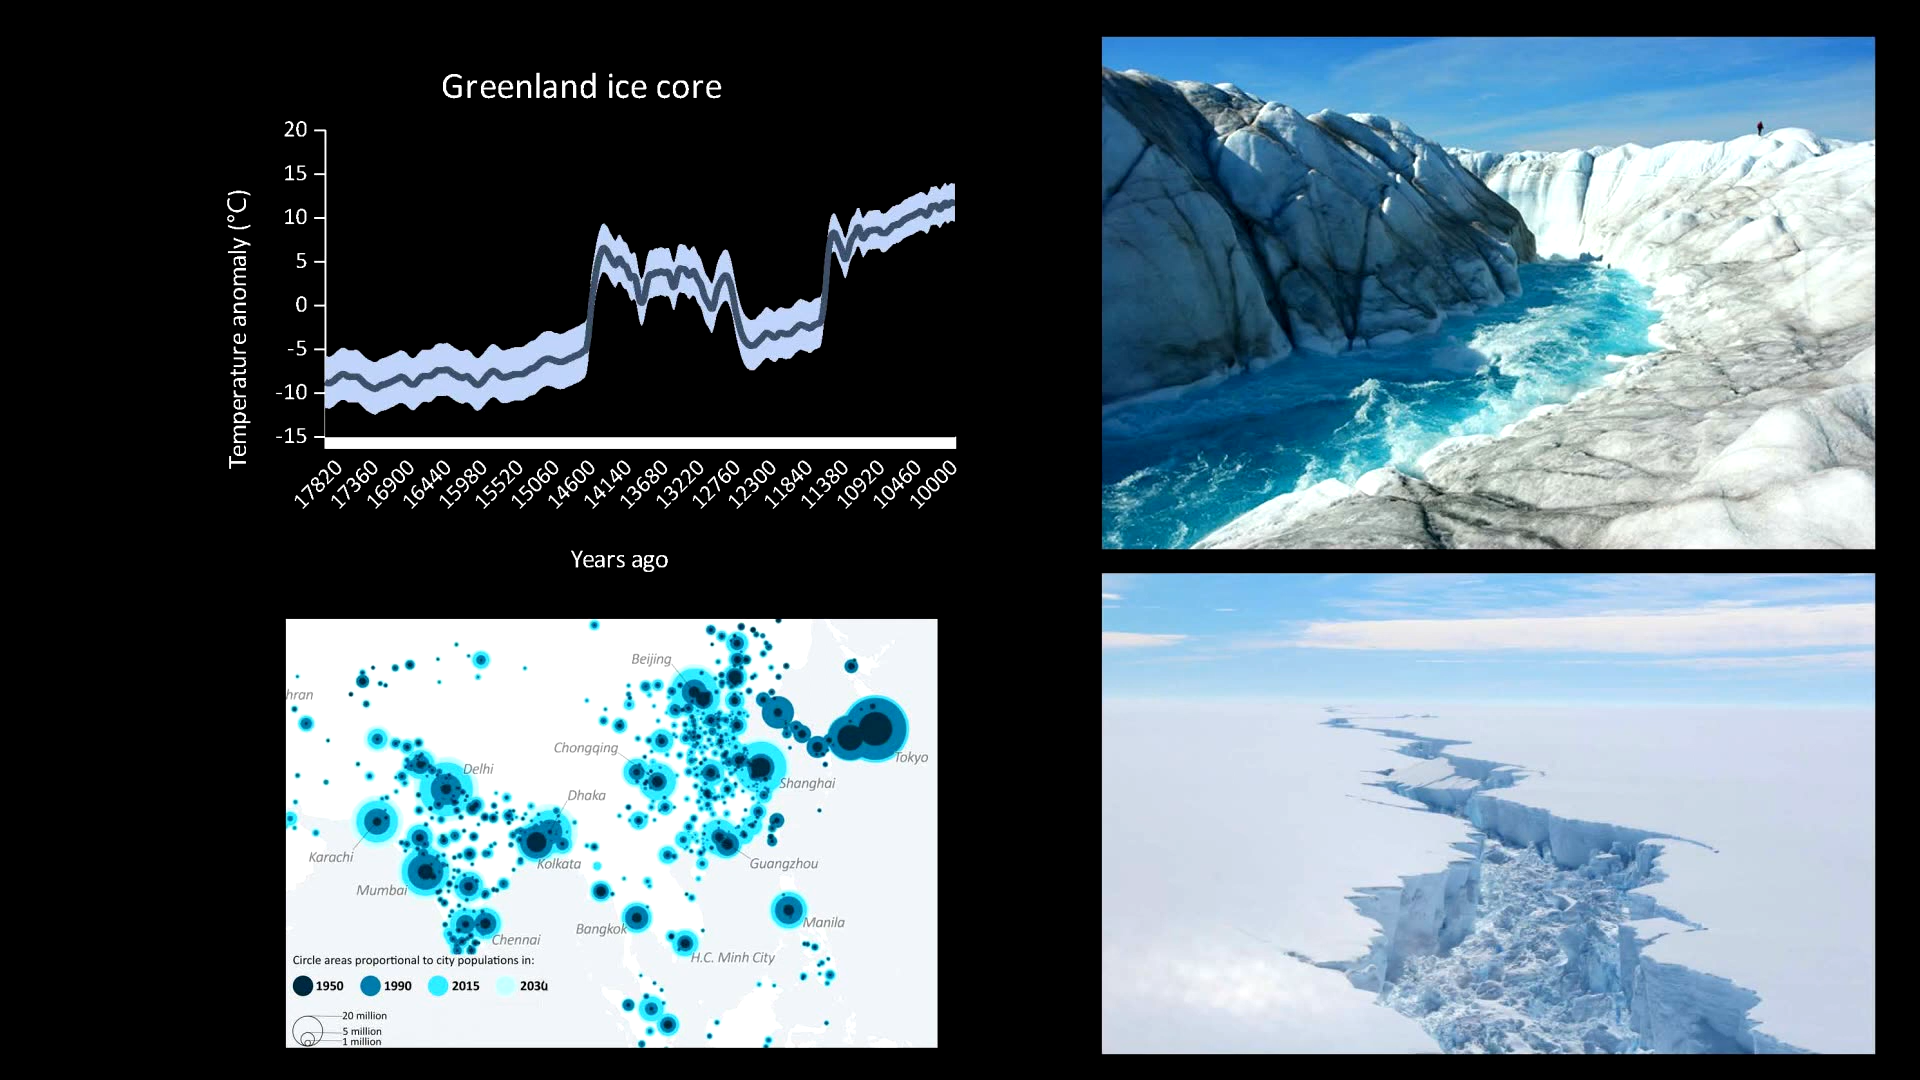 Greenland ice core
20
15
10
5
0
-5
-10
-15
Temperature anomaly (°C)
17820
17360
16900
16440
15980
15520
15060
14600
14140
13680
13220
12760
12300
11840
11380
10920
10460
10000
Years ago
Beijing
hran
Chongqing
Tokyo
Delhi
Shanghai
Dhaka
Karachi
Kolkata
Guangzhou
Mumbai
Manila
Bangkok
Chennai
H.C. Minh City
Circle areas proportional to city populations in:
1950 1990 2015 2030
20 million
5 million
1 million